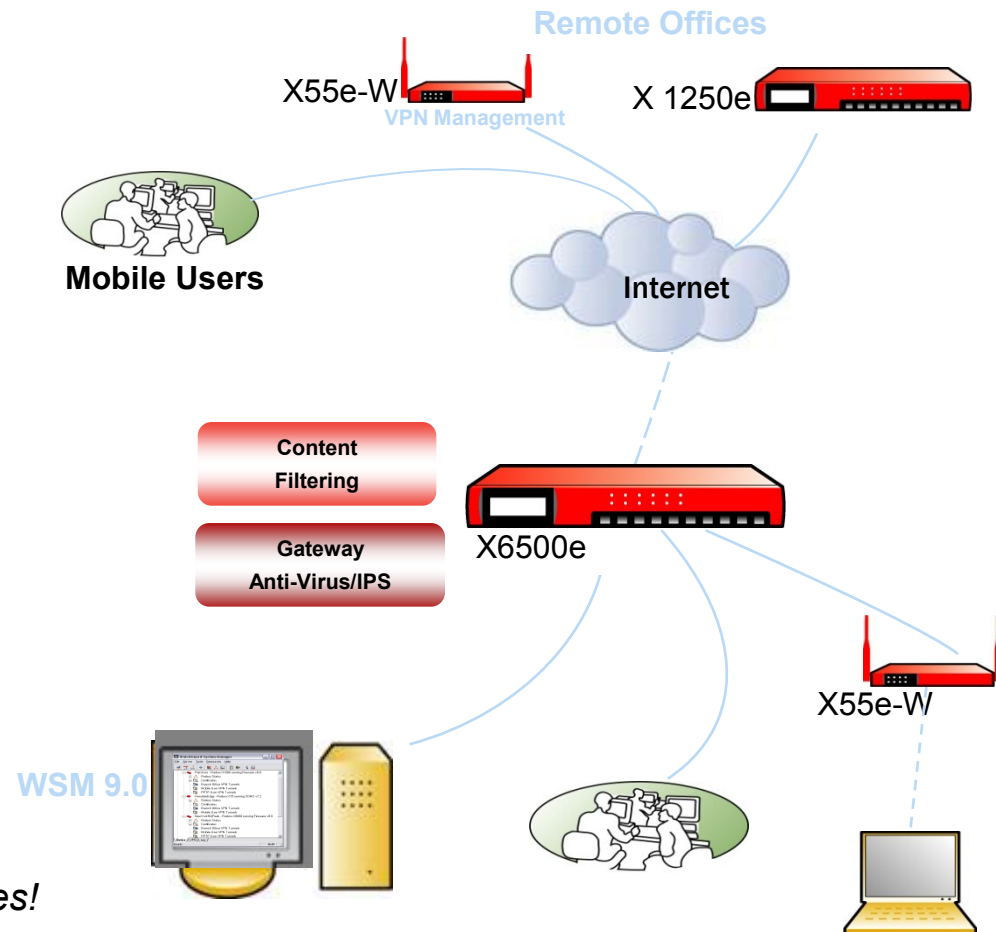 Remote Offices
X55e-W
X 1250e
VPN Management
Mobile Users
Internet
Content
Filtering
Gateway
Anti-Virus/IPS
X6500e
X55e-W
WSM 9.0
es!